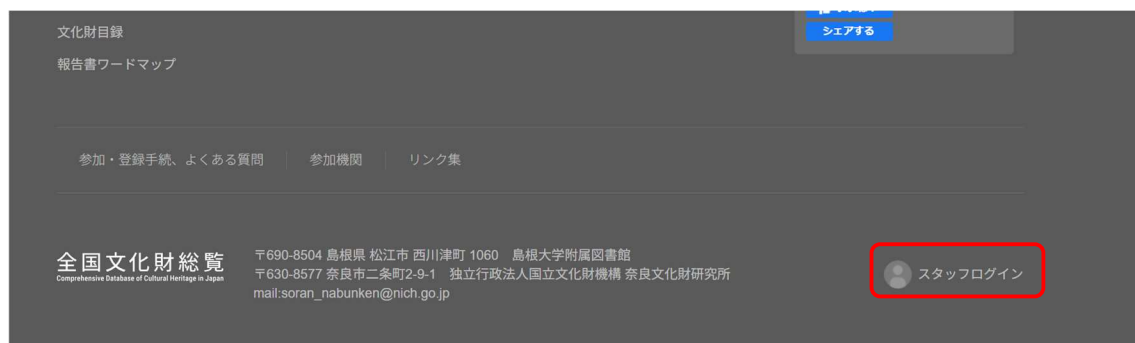 文化財目録
シェアする
報告書ワードマップ
参加・登録手続、よくある質問
参加機関
リンク集
全国文化財総覧
Comprehensive Database of Cultural Heritage in Japan
〒690-8504 島根県 松江市 西川津町 1060 島根大学附属図書館
〒630-8577 奈良市二条町2-9-1 独立行政法人国立文化財機構 奈良文化財研究所
mail:soran_nabunken@nich.go.jp
スタッフログイン